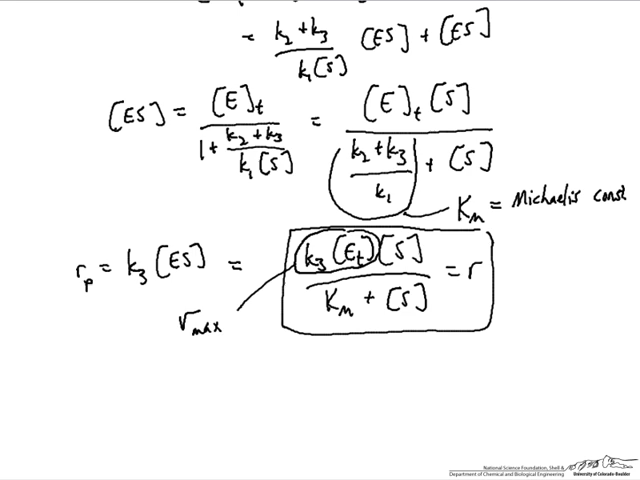 = k₂ + k₃ / k₁[S] [ES] + [ES]
[ES] = [E]t / (1 + (k₂ + k₃) / k₁[S]) = [E]t [S] / ((k₂ + k₃) / k₁ + [S])
Km = Michaelis const
rp = k₃ [ES] = k₃ [Et] [S] / (Km + [S]) = r
Vmax
National Science Foundation, Shell &
Department of Chemical and Biological Engineering
University of Colorado-Boulder